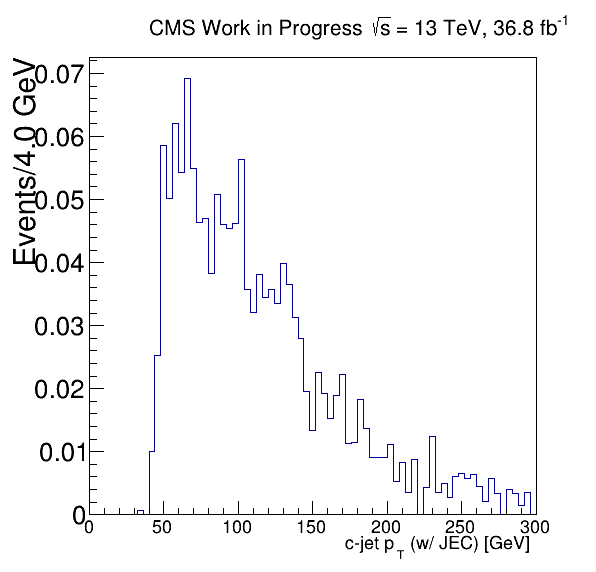 CMS Work in Progress √s = 13 TeV, 36.8 fb⁻¹
Events/4.0 GeV
0.07
0.06
0.05
0.04
0.03
0.02
0.01
0
0 50 100 150 200 250 300
c-jet p_T (w/ JEC) [GeV]